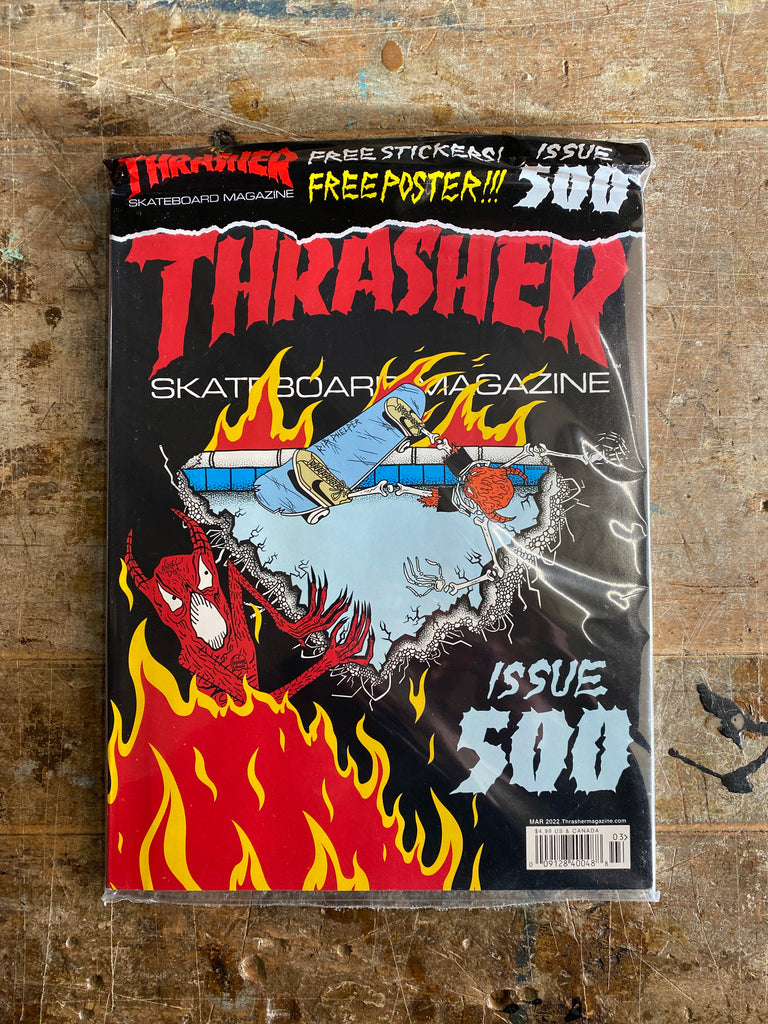 THRASHER
SKATEBOARD MAGAZINE
FREE STICKERS!
FREE POSTER!!!
ISSUE
500
THRASHER
SKATEBOARD MAGAZINE
R.I.P. PHELPER
ISSUE
500
MAR 2022 Thrashermagazine.com
$4.99 US & CANADA
03>
0 09128 40048 8